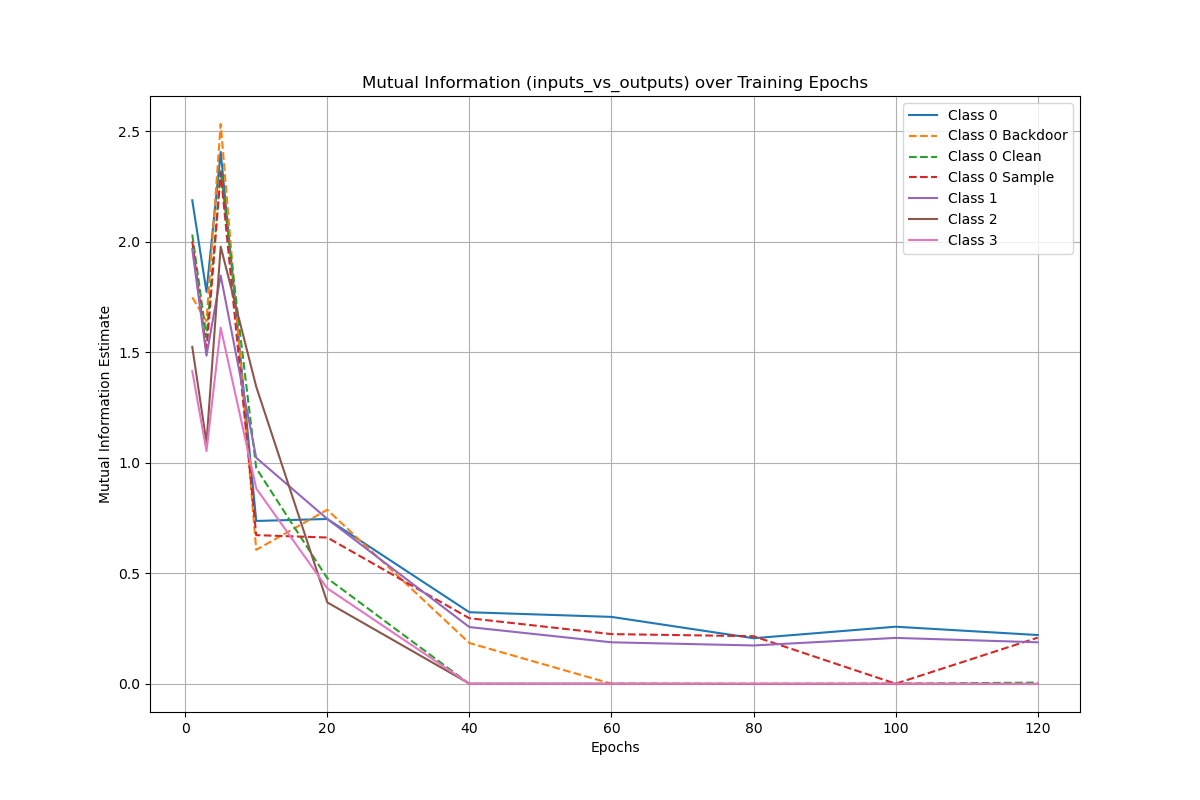 Mutual Information (inputs_vs_outputs) over Training Epochs
Mutual Information Estimate
2.5
2.0
1.5
1.0
0.5
0.0
Class 0
Class 0 Backdoor
Class 0 Clean
Class 0 Sample
Class 1
Class 2
Class 3
0 20 40 60 80 100 120
Epochs